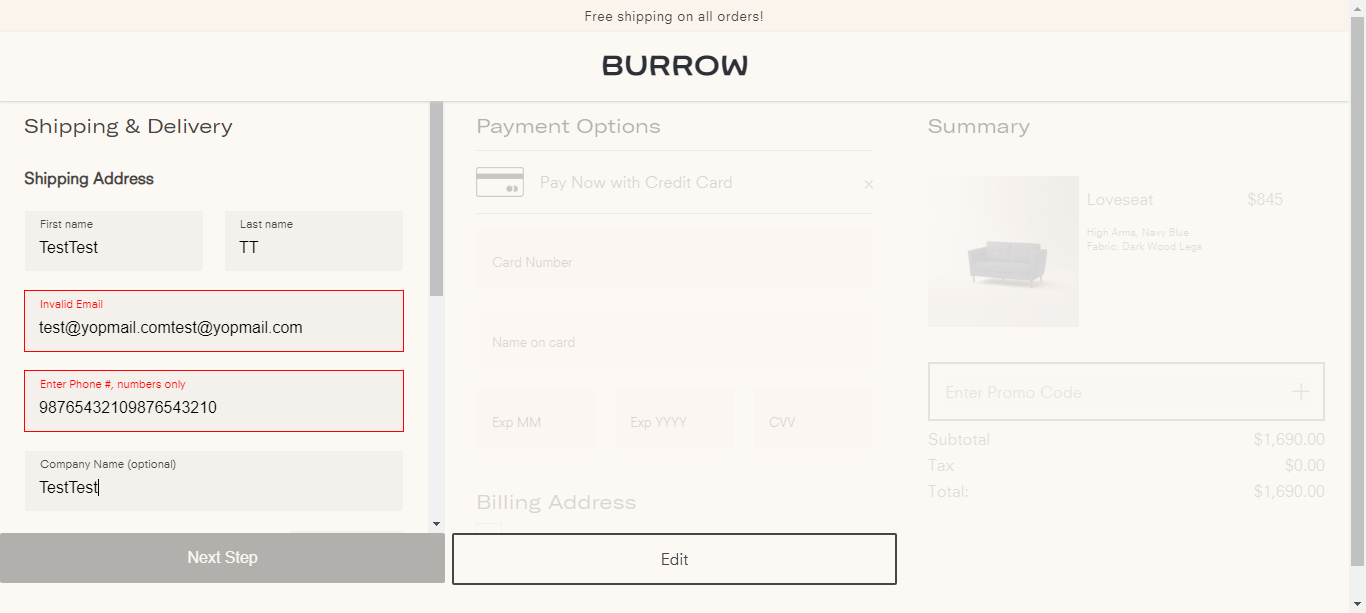 Free shipping on all orders!
BURROW
Shipping & Delivery
Shipping Address
First name
TestTest
Last name
TT
Invalid Email
test@yopmail.comtest@yopmail.com
Enter Phone #, numbers only
98765432109876543210
Company Name (optional)
TestTest
Next Step
Payment Options
Pay Now with Credit Card
Card Number
Name on card
Exp MM
Exp YYYY
CVV
Billing Address
Edit
Summary
Loveseat
$845
High Arms, Navy Blue
Fabric, Dark Wood Legs
Enter Promo Code
Subtotal
$1,690.00
Tax
$0.00
Total:
$1,690.00